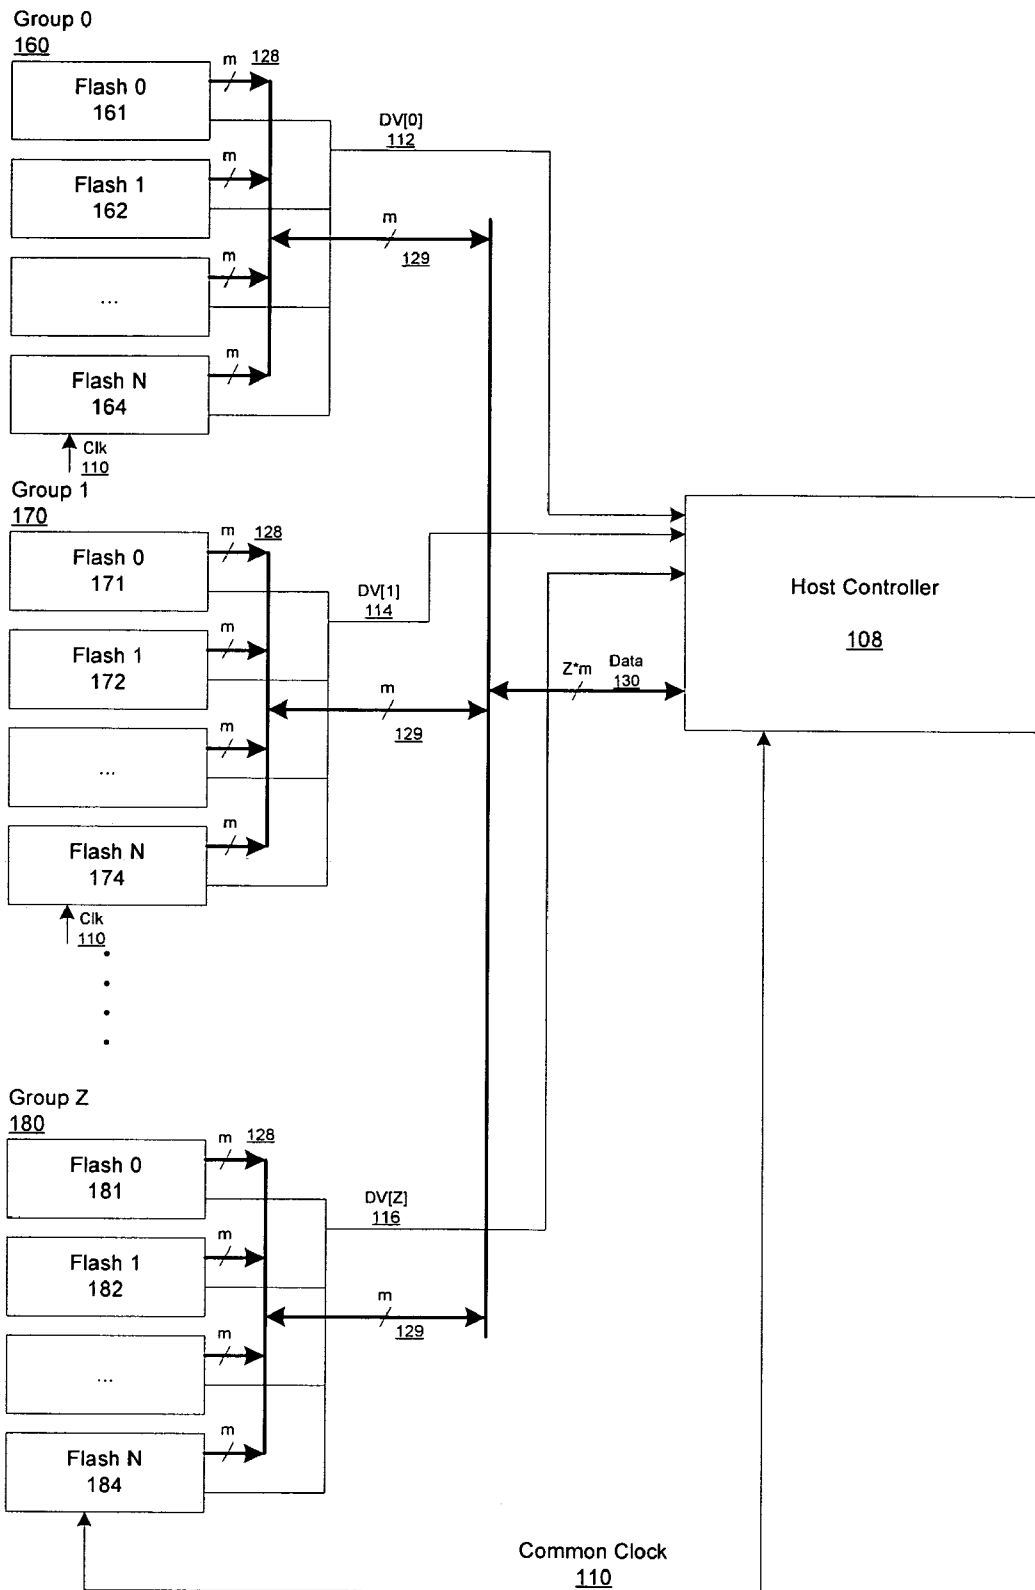 Group 0
160
m 128
Flash 0
161
DV[0]
112
m
Flash 1
162
m
129
m
...
m
Flash N
164
Clk
110
Group 1
170
m 128
Flash 0
171
DV[1]
114
Host Controller
108
m
Flash 1
172
Z*m Data
130
m
129
m
...
m
Flash N
174
Clk
110
Group Z
180
m 128
Flash 0
181
DV[Z]
116
m
Flash 1
182
m
129
m
...
m
Flash N
184
Common Clock
110